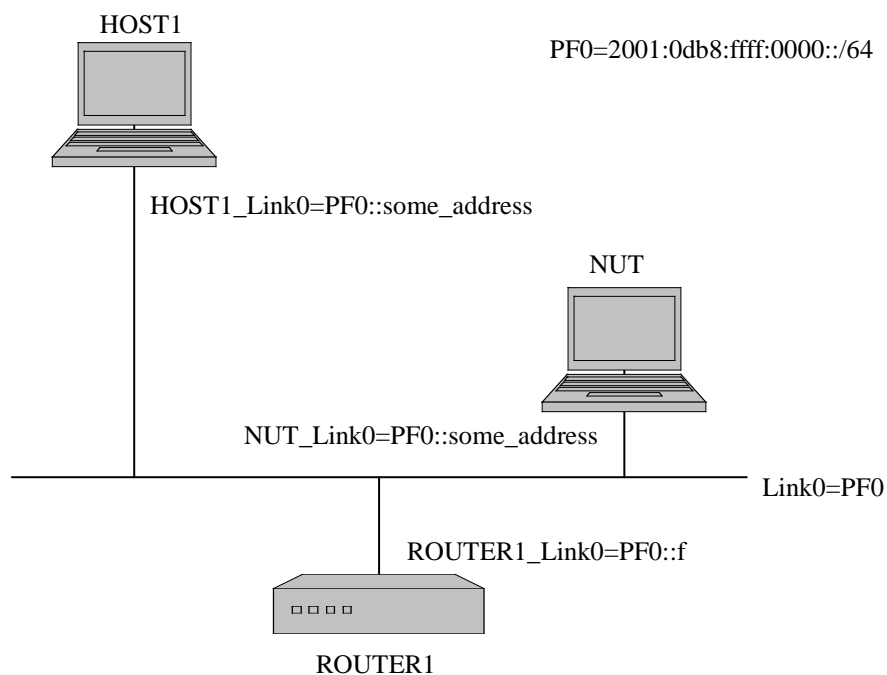 HOST1
PF0=2001:0db8:ffff:0000::/64
HOST1_Link0=PF0::some_address
NUT
NUT_Link0=PF0::some_address
Link0=PF0
ROUTER1_Link0=PF0::f
ROUTER1